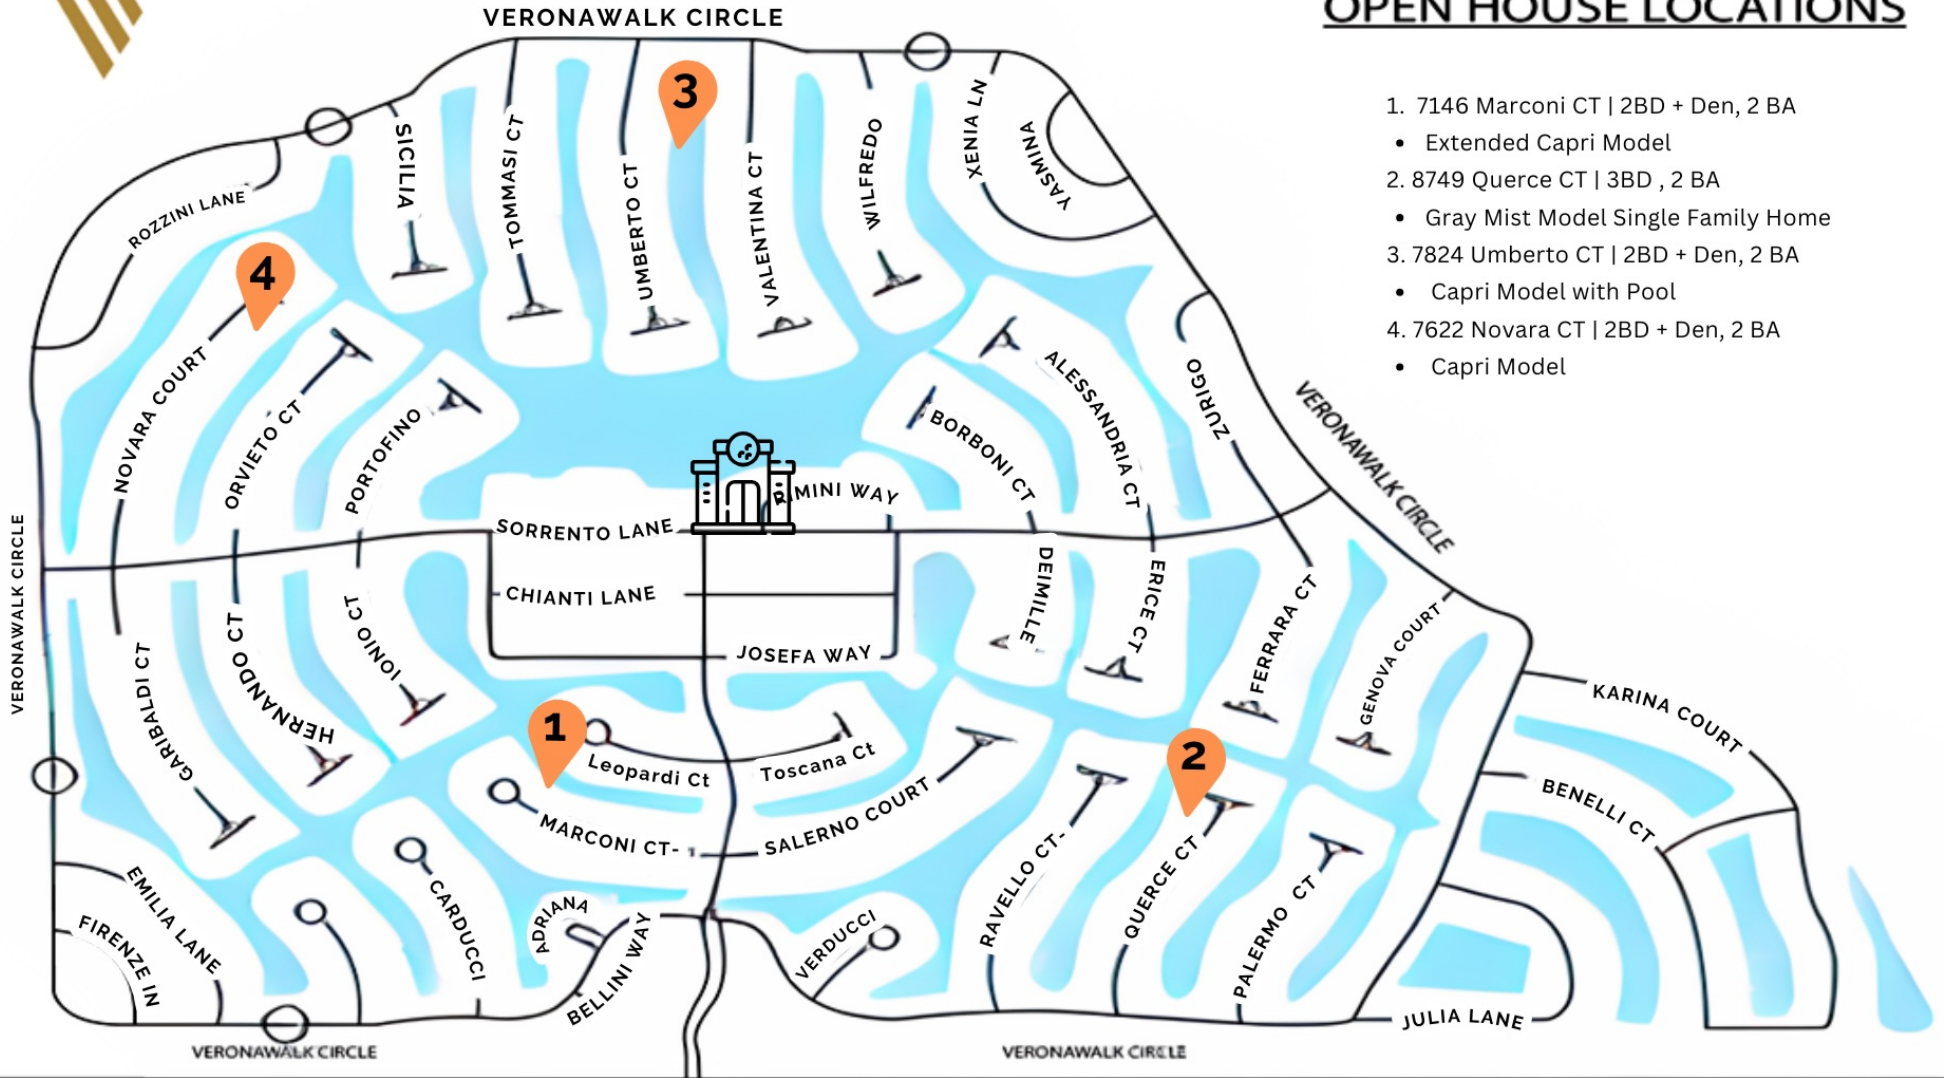 VERONAWALK CIRCLE
OPEN HOUSE LOCATIONS
1. 7146 Marconi CT | 2BD + Den, 2 BA
• Extended Capri Model
2. 8749 Querce CT | 3BD , 2 BA
• Gray Mist Model Single Family Home
3. 7824 Umberto CT | 2BD + Den, 2 BA
• Capri Model with Pool
4. 7622 Novara CT | 2BD + Den, 2 BA
• Capri Model
3
SICILIA
TOMMASI CT
UMBERTO CT
VALENTINA CT
WILFREDO
XENIA LN
YASMINA
ROZZINI LANE
4
NOVARA COURT
ORVIETO CT
PORTOFINO
BORBONI CT
ALESSANDRIA CT
ZURIGO
VERONAWALK CIRCLE
RIMINI WAY
SORRENTO LANE
CHIANTI LANE
JOSEFA WAY
VERONAWALK CIRCLE
GARIBALDI CT
HERNANDO CT
IONIO CT
DEIMILLE
ERICE CT
FERRARA CT
GENOVA COURT
KARINA COURT
BENELLI CT
1
2
Leopardi Ct
Toscana Ct
MARCONI CT-
SALERNO COURT
RAVELLO CT-
QUERCE CT
PALERMO CT
EMILIA LANE
FIRENZE IN
CARDUCCI
ADRIANA
BELLINI WAY
VERDUCCI
JULIA LANE
VERONAWALK CIRCLE
VERONAWALK CIRCLE